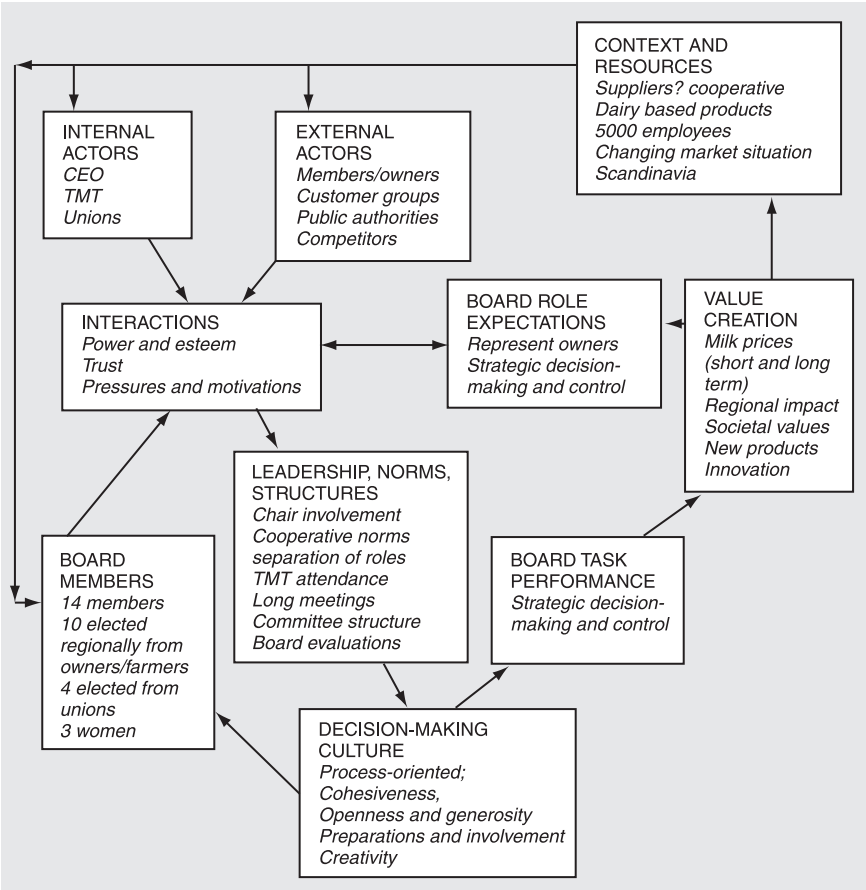 CONTEXT AND
RESOURCES
Suppliers? cooperative
Dairy based products
5000 employees
Changing market situation
Scandinavia
INTERNAL
ACTORS
CEO
TMT
Unions
EXTERNAL
ACTORS
Members/owners
Customer groups
Public authorities
Competitors
INTERACTIONS
Power and esteem
Trust
Pressures and motivations
BOARD ROLE
EXPECTATIONS
Represent owners
Strategic decision-
making and control
VALUE
CREATION
Milk prices
(short and long
term)
Regional impact
Societal values
New products
Innovation
LEADERSHIP, NORMS,
STRUCTURES
Chair involvement
Cooperative norms
separation of roles
TMT attendance
Long meetings
Committee structure
Board evaluations
BOARD
MEMBERS
14 members
10 elected
regionally from
owners/farmers
4 elected from
unions
3 women
BOARD TASK
PERFORMANCE
Strategic decision-
making and control
DECISION-MAKING
CULTURE
Process-oriented;
Cohesiveness,
Openness and generosity
Preparations and involvement
Creativity